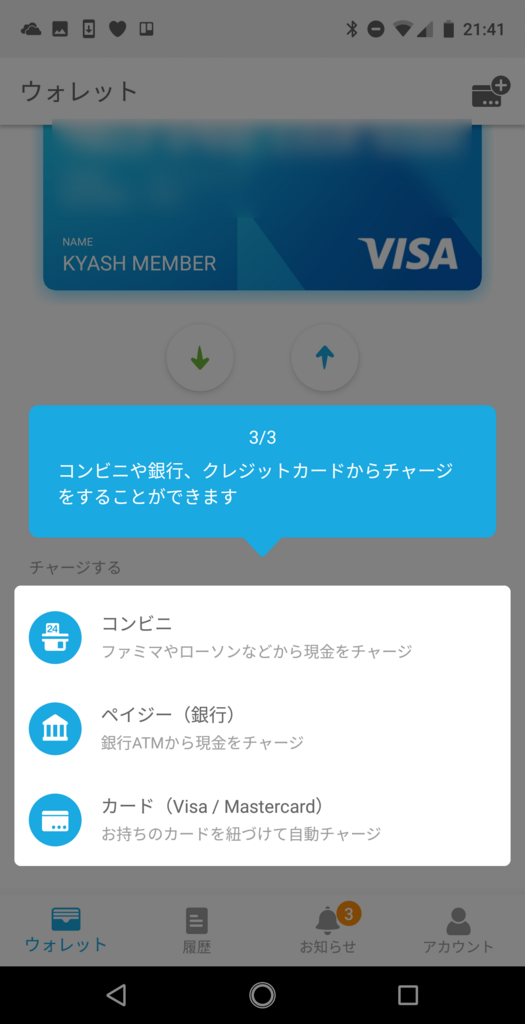 21:41
ウォレット
NAME
KYASH MEMBER
VISA
3/3
コンビニや銀行、クレジットカードからチャージ
をすることができます
チャージする
24
コンビニ
ファミマやローソンなどから現金をチャージ
ペイジー（銀行）
銀行ATMから現金をチャージ
カード（Visa / Mastercard）
お持ちのカードを紐づけて自動チャージ
3
ウォレット 履歴 お知らせ アカウント